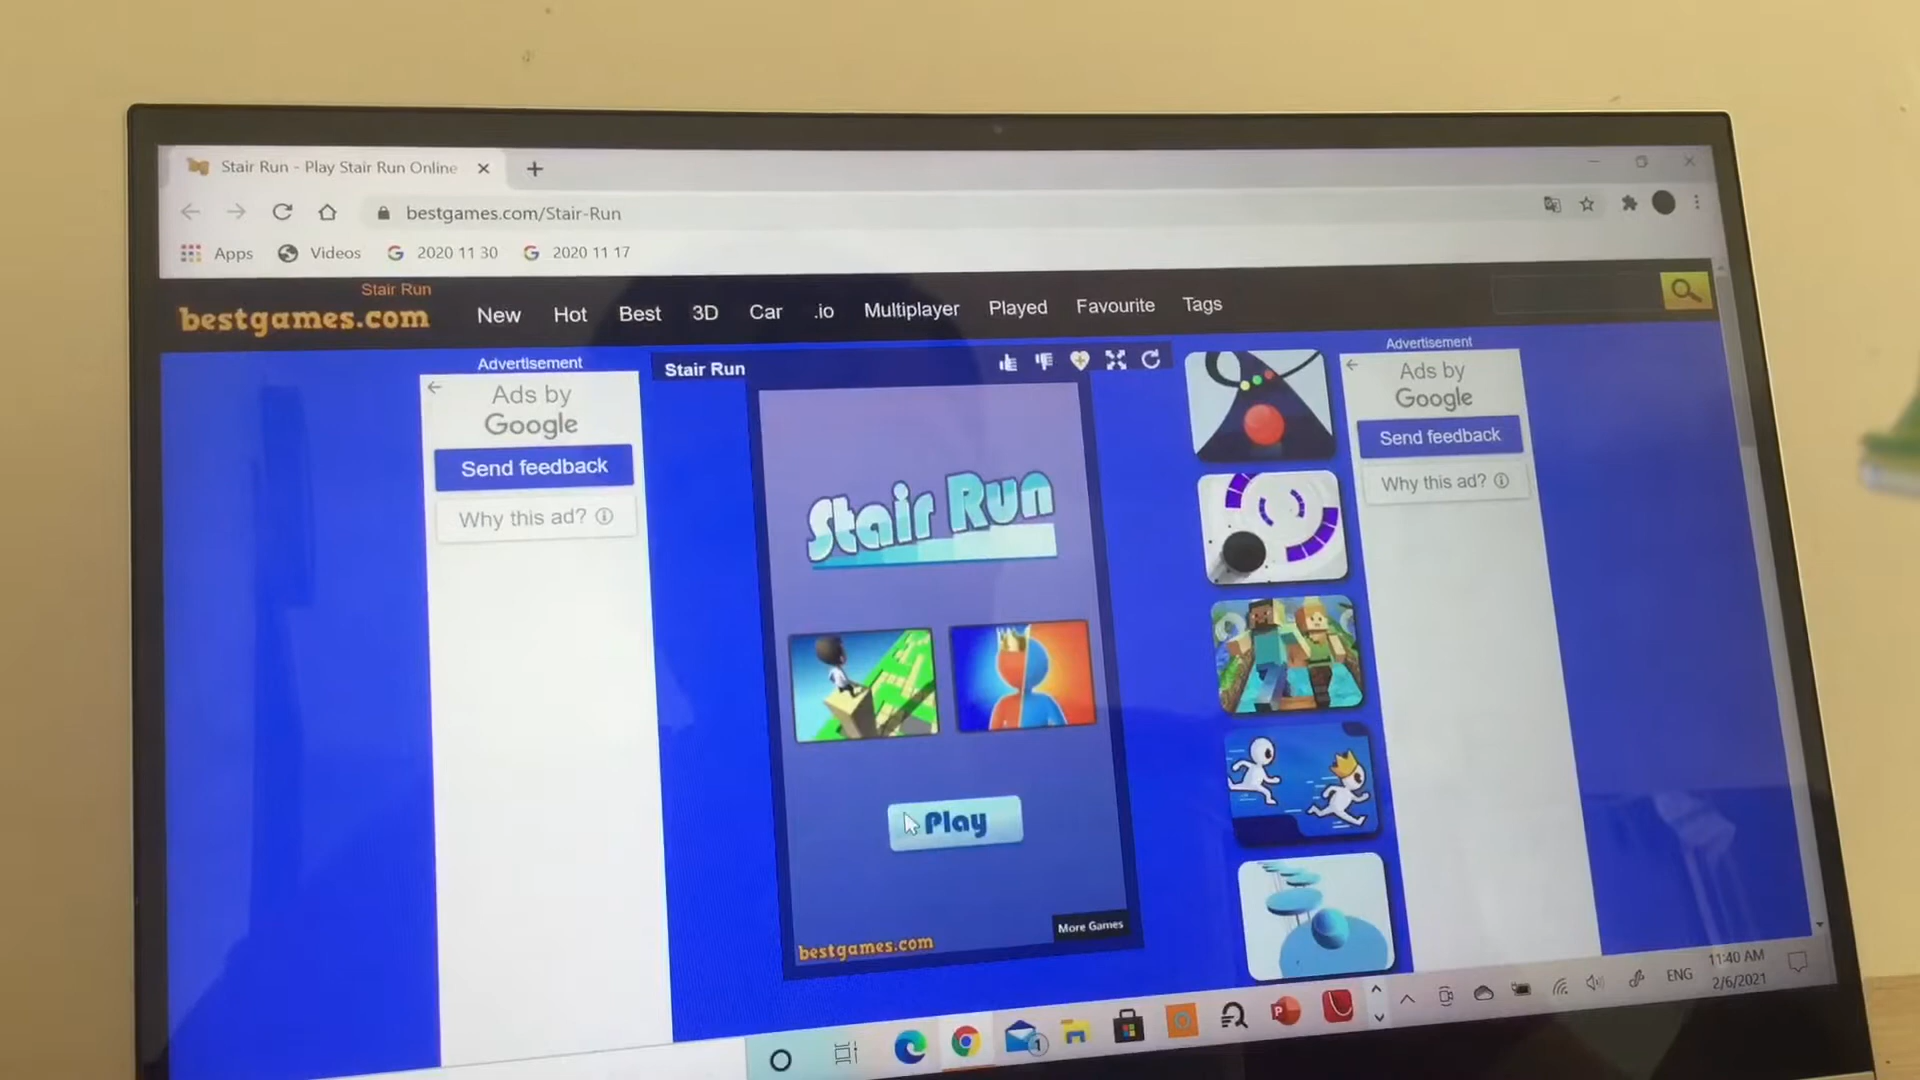 Stair Run - Play Stair Run Online
bestgames.com/Stair-Run
Apps Videos 2020 11 30 2020 11 17
Stair Run
bestgames.com New Hot Best 3D Car .io Multiplayer Played Favourite Tags
Advertisement
Ads by
Google
Send feedback
Why this ad?
Stair Run
Stair Run
Play
More Games
bestgames.com
Advertisement
Ads by
Google
Send feedback
Why this ad?
1
P
ENG
11:40 AM
2/6/2021